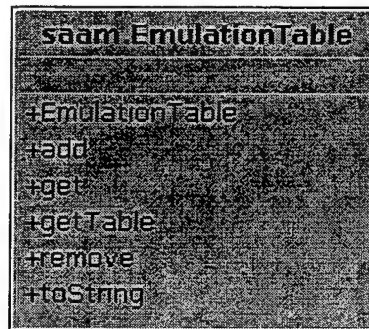 saam.EmulationTable
+EmulationTable
+add
+get
+getTable
+remove
+toString